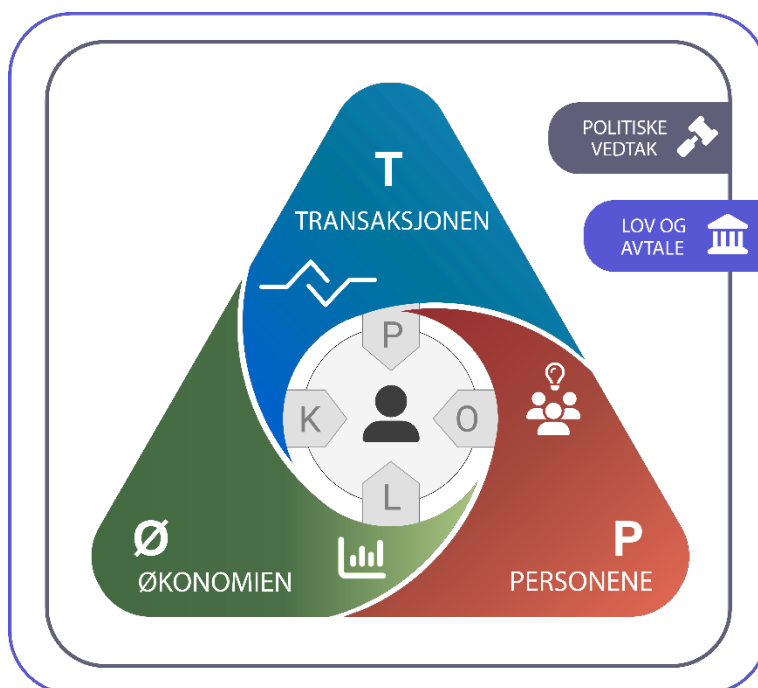 POLITISKE
VEDTAK
T
TRANSAKSJONEN
LOV OG
AVTALE
P
K
O
L
Ø
ØKONOMIEN
P
PERSONENE